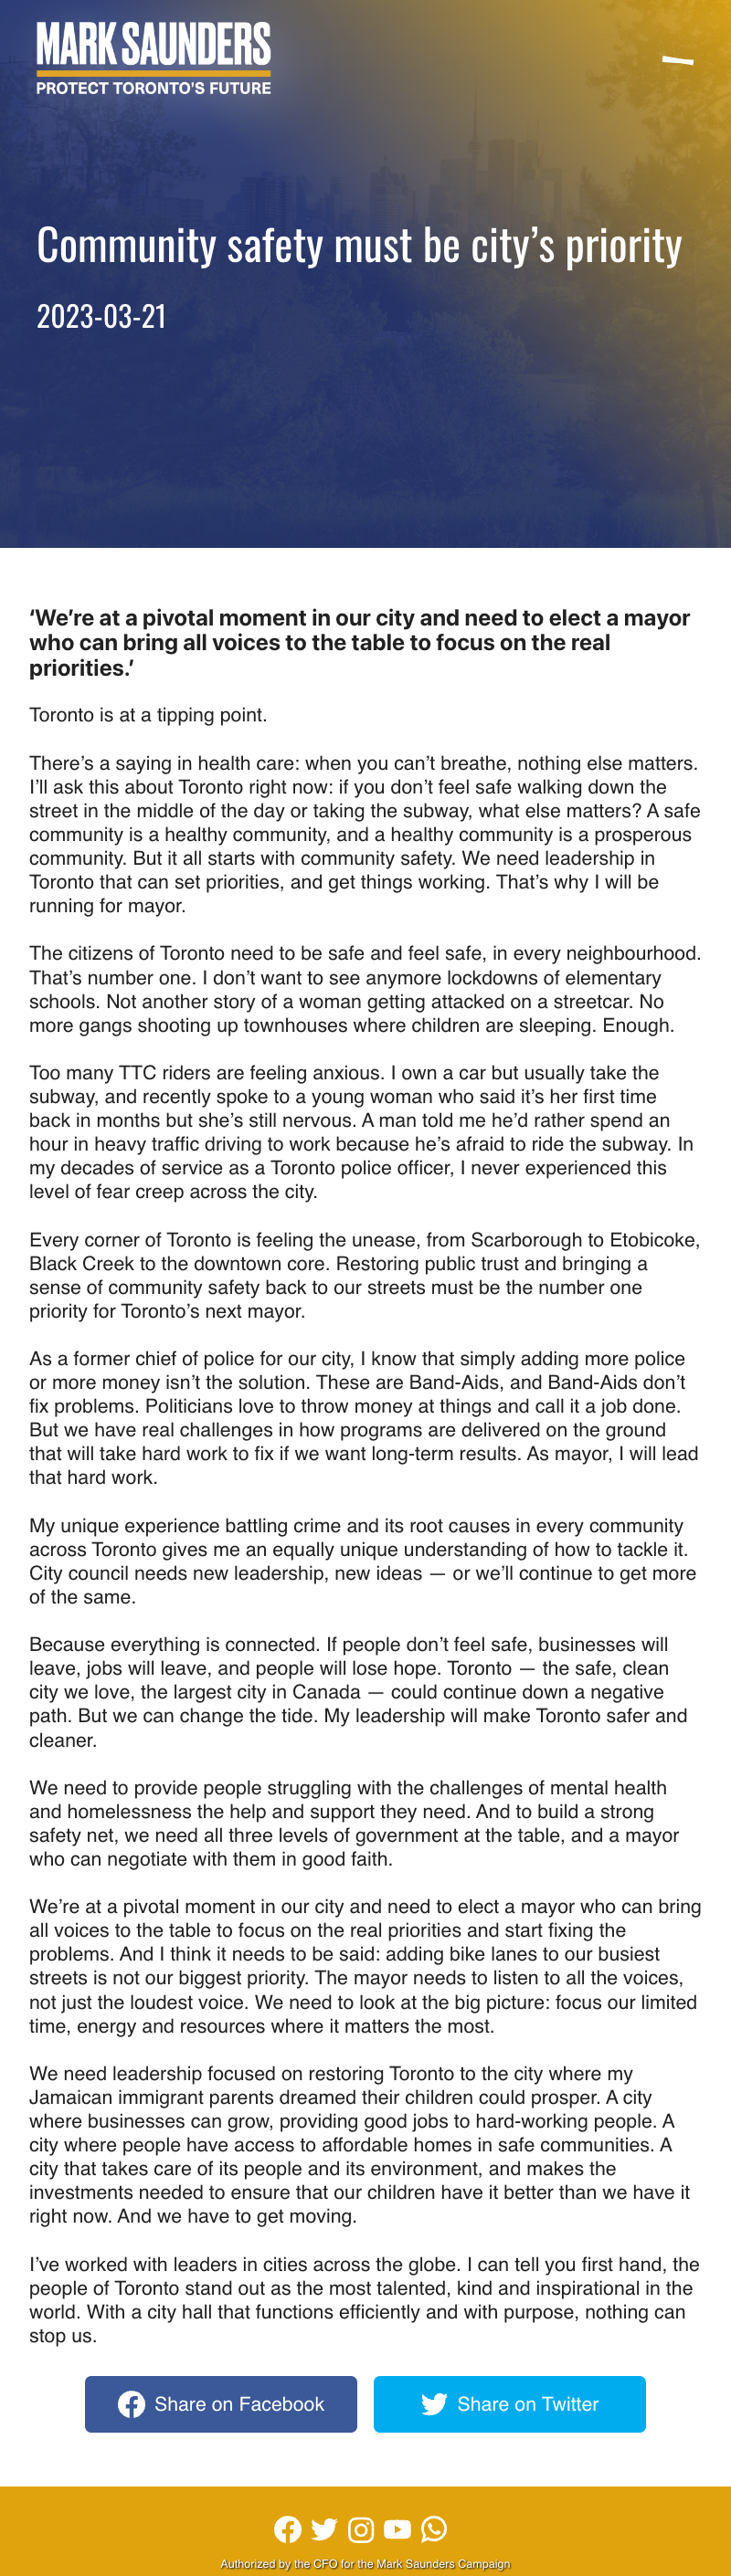 MARK SAUNDERS
PROTECT TORONTO'S FUTURE
Community safety must be city's priority
2023-03-21
‘We’re at a pivotal moment in our city and need to elect a mayor
who can bring all voices to the table to focus on the real
priorities.’
Toronto is at a tipping point.
There’s a saying in health care: when you can’t breathe, nothing else matters.
I’ll ask this about Toronto right now: if you don’t feel safe walking down the
street in the middle of the day or taking the subway, what else matters? A safe
community is a healthy community, and a healthy community is a prosperous
community. But it all starts with community safety. We need leadership in
Toronto that can set priorities, and get things working. That’s why I will be
running for mayor.
The citizens of Toronto need to be safe and feel safe, in every neighbourhood.
That’s number one. I don’t want to see anymore lockdowns of elementary
schools. Not another story of a woman getting attacked on a streetcar. No
more gangs shooting up townhouses where children are sleeping. Enough.
Too many TTC riders are feeling anxious. I own a car but usually take the
subway, and recently spoke to a young woman who said it’s her first time
back in months but she’s still nervous. A man told me he’d rather spend an
hour in heavy traffic driving to work because he’s afraid to ride the subway. In
my decades of service as a Toronto police officer, I never experienced this
level of fear creep across the city.
Every corner of Toronto is feeling the unease, from Scarborough to Etobicoke,
Black Creek to the downtown core. Restoring public trust and bringing a
sense of community safety back to our streets must be the number one
priority for Toronto’s next mayor.
As a former chief of police for our city, I know that simply adding more police
or more money isn’t the solution. These are Band-Aids, and Band-Aids don’t
fix problems. Politicians love to throw money at things and call it a job done.
But we have real challenges in how programs are delivered on the ground
that will take hard work to fix if we want long-term results. As mayor, I will lead
that hard work.
My unique experience battling crime and its root causes in every community
across Toronto gives me an equally unique understanding of how to tackle it.
City council needs new leadership, new ideas — or we’ll continue to get more
of the same.
Because everything is connected. If people don’t feel safe, businesses will
leave, jobs will leave, and people will lose hope. Toronto — the safe, clean
city we love, the largest city in Canada — could continue down a negative
path. But we can change the tide. My leadership will make Toronto safer and
cleaner.
We need to provide people struggling with the challenges of mental health
and homelessness the help and support they need. And to build a strong
safety net, we need all three levels of government at the table, and a mayor
who can negotiate with them in good faith.
We’re at a pivotal moment in our city and need to elect a mayor who can bring
all voices to the table to focus on the real priorities and start fixing the
problems. And I think it needs to be said: adding bike lanes to our busiest
streets is not our biggest priority. The mayor needs to listen to all the voices,
not just the loudest voice. We need to look at the big picture: focus our limited
time, energy and resources where it matters the most.
We need leadership focused on restoring Toronto to the city where my
Jamaican immigrant parents dreamed their children could prosper. A city
where businesses can grow, providing good jobs to hard-working people. A
city where people have access to affordable homes in safe communities. A
city that takes care of its people and its environment, and makes the
investments needed to ensure that our children have it better than we have it
right now. And we have to get moving.
I’ve worked with leaders in cities across the globe. I can tell you first hand, the
people of Toronto stand out as the most talented, kind and inspirational in the
world. With a city hall that functions efficiently and with purpose, nothing can
stop us.
Share on Facebook
Share on Twitter
Authorized by the CFO for the Mark Saunders Campaign